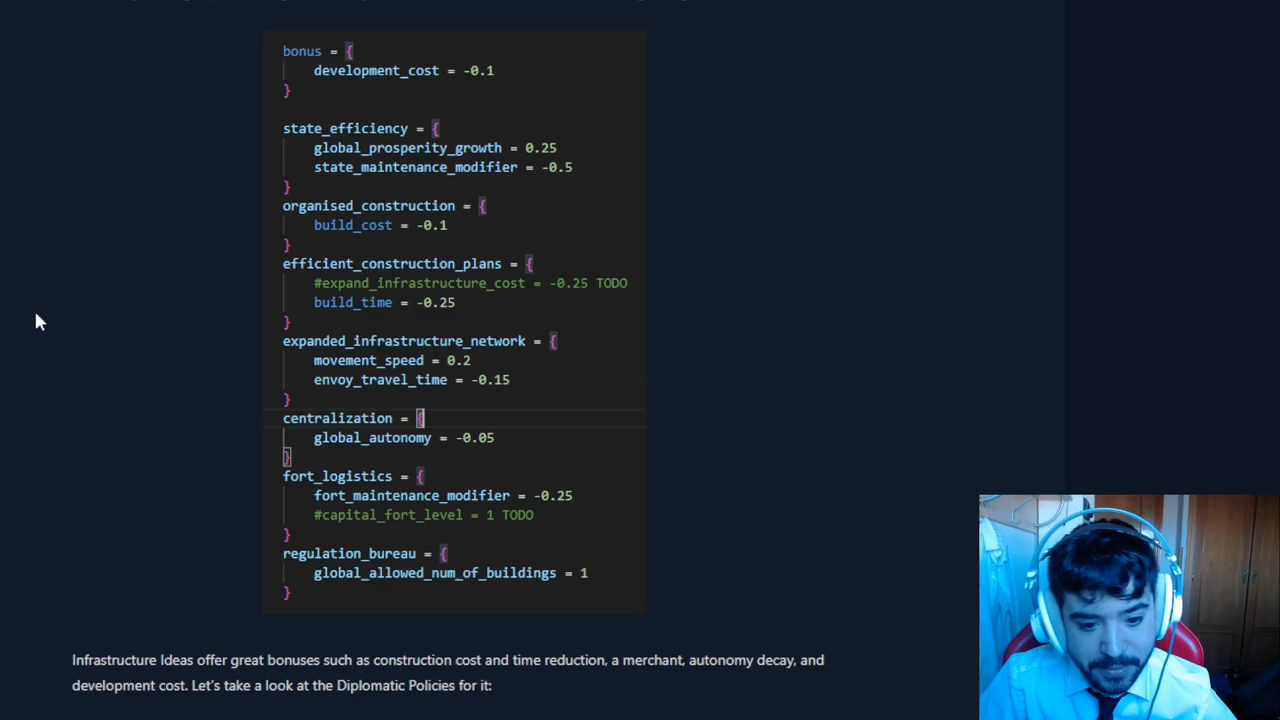 bonus = {
development_cost = -0.1
}
state_efficiency = {
global_prosperity_growth = 0.25
state_maintenance_modifier = -0.5
}
organised_construction = {
build_cost = -0.1
}
efficient_construction_plans = {
#expand_infrastructure_cost = -0.25 TODO
build_time = -0.25
}
expanded_infrastructure_network = {
movement_speed = 0.2
envoy_travel_time = -0.15
}
centralization = {
global_autonomy = -0.05
}
fort_logistics = {
fort_maintenance_modifier = -0.25
#capital_fort_level = 1 TODO
}
regulation_bureau = {
global_allowed_num_of_buildings = 1
}
Infrastructure Ideas offer great bonuses such as construction cost and time reduction, a merchant, autonomy decay, and
development cost. Let's take a look at the Diplomatic Policies for it: